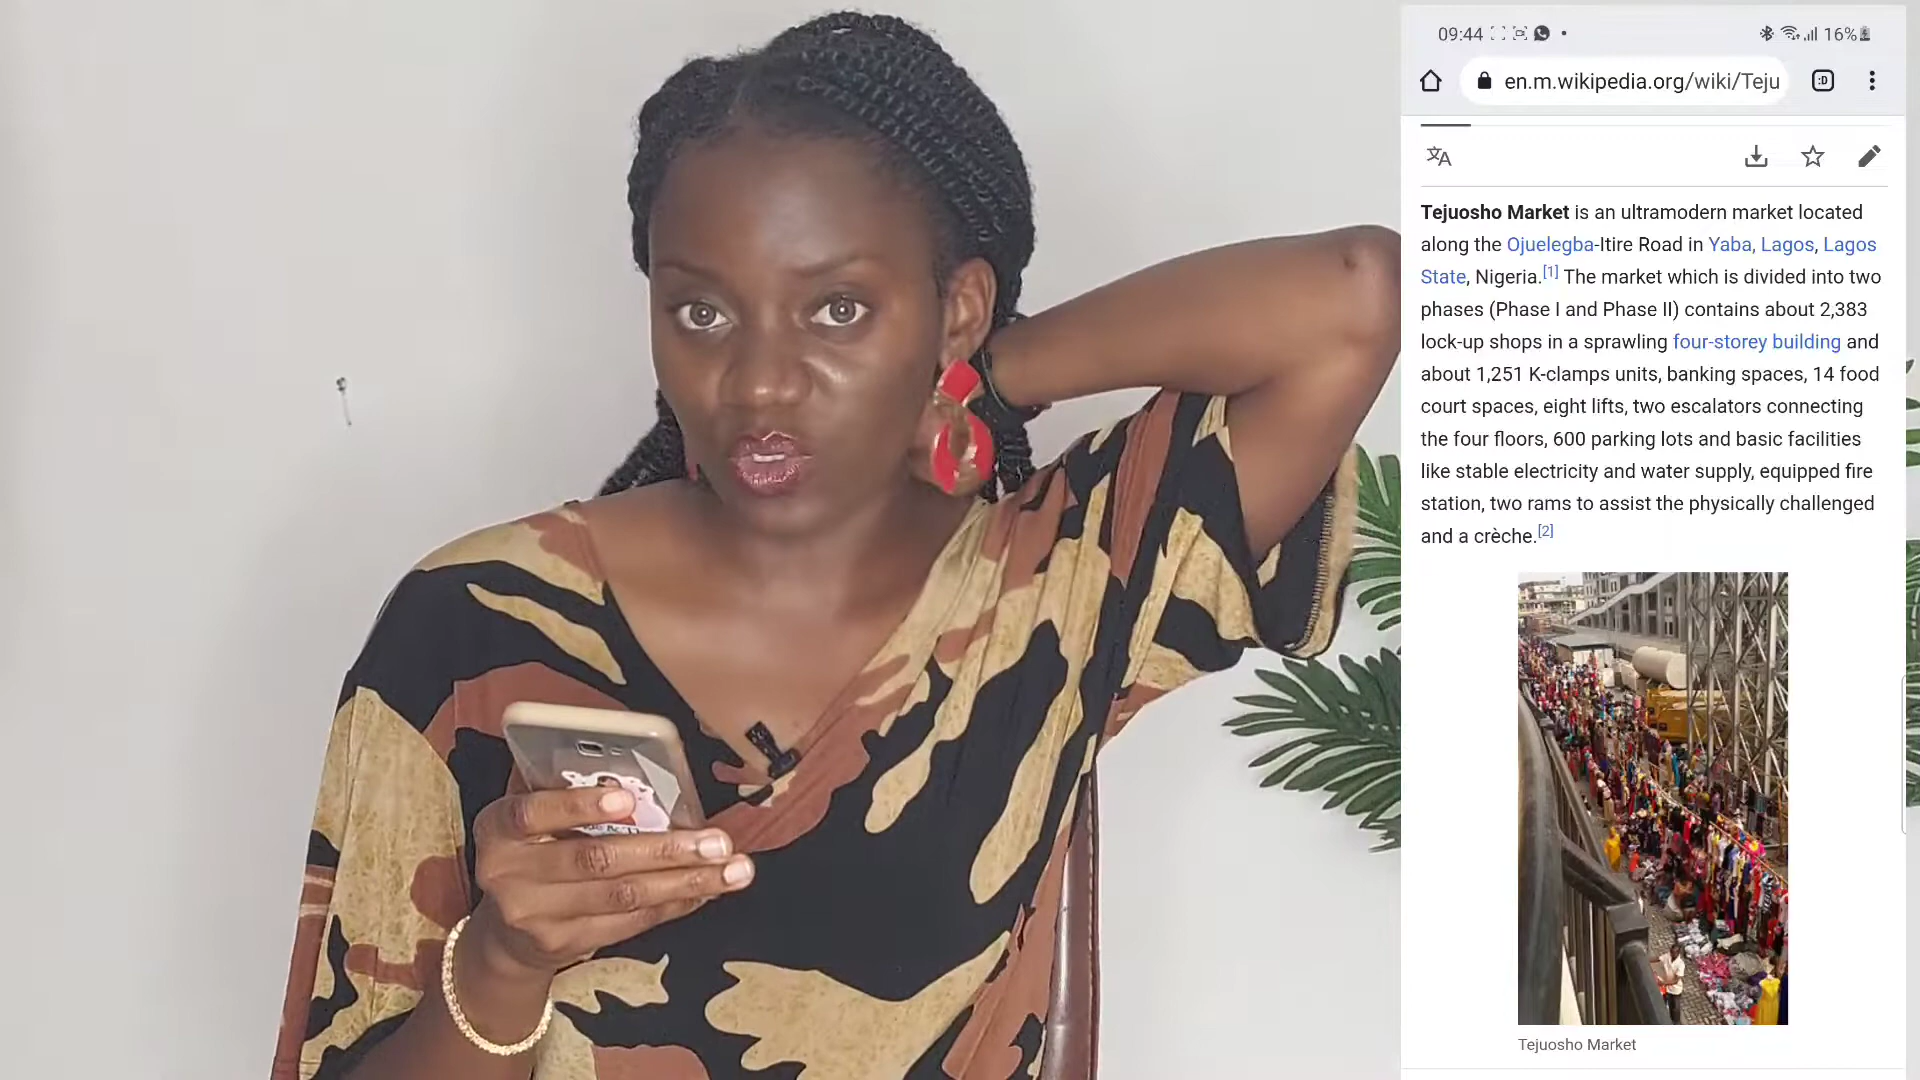 09:44
16%
en.m.wikipedia.org/wiki/Teju
:D
文A
Tejuosho Market is an ultramodern market located
along the Ojuelegba-Itire Road in Yaba, Lagos, Lagos
State, Nigeria.[1] The market which is divided into two
phases (Phase I and Phase II) contains about 2,383
lock-up shops in a sprawling four-storey building and
about 1,251 K-clamps units, banking spaces, 14 food
court spaces, eight lifts, two escalators connecting
the four floors, 600 parking lots and basic facilities
like stable electricity and water supply, equipped fire
station, two rams to assist the physically challenged
and a crèche.[2]
Tejuosho Market